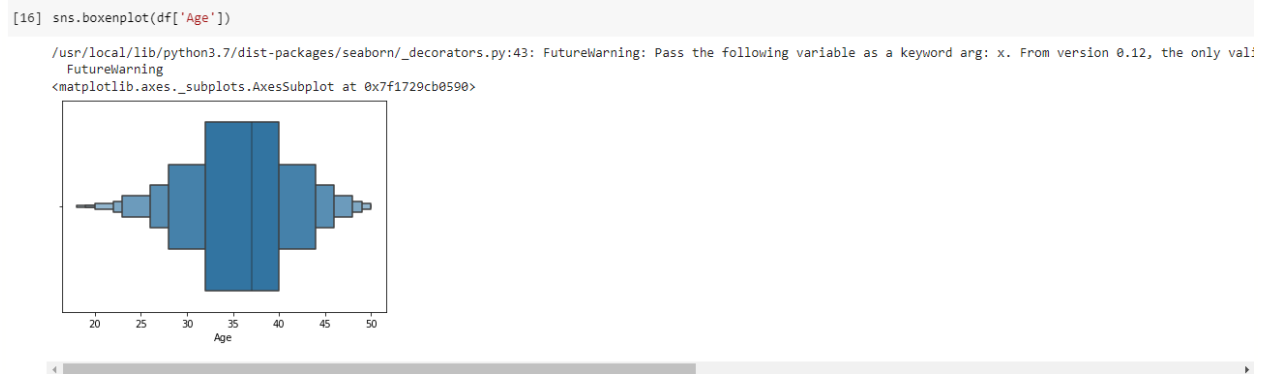 [16] sns.boxenplot(df['Age'])
/usr/local/lib/python3.7/dist-packages/seaborn/_decorators.py:43: FutureWarning: Pass the following variable as a keyword arg: x. From version 0.12, the only vali
FutureWarning
<matplotlib.axes._subplots.AxesSubplot at 0x7f1729cb0590>
20 25 30 35 40 45 50
Age